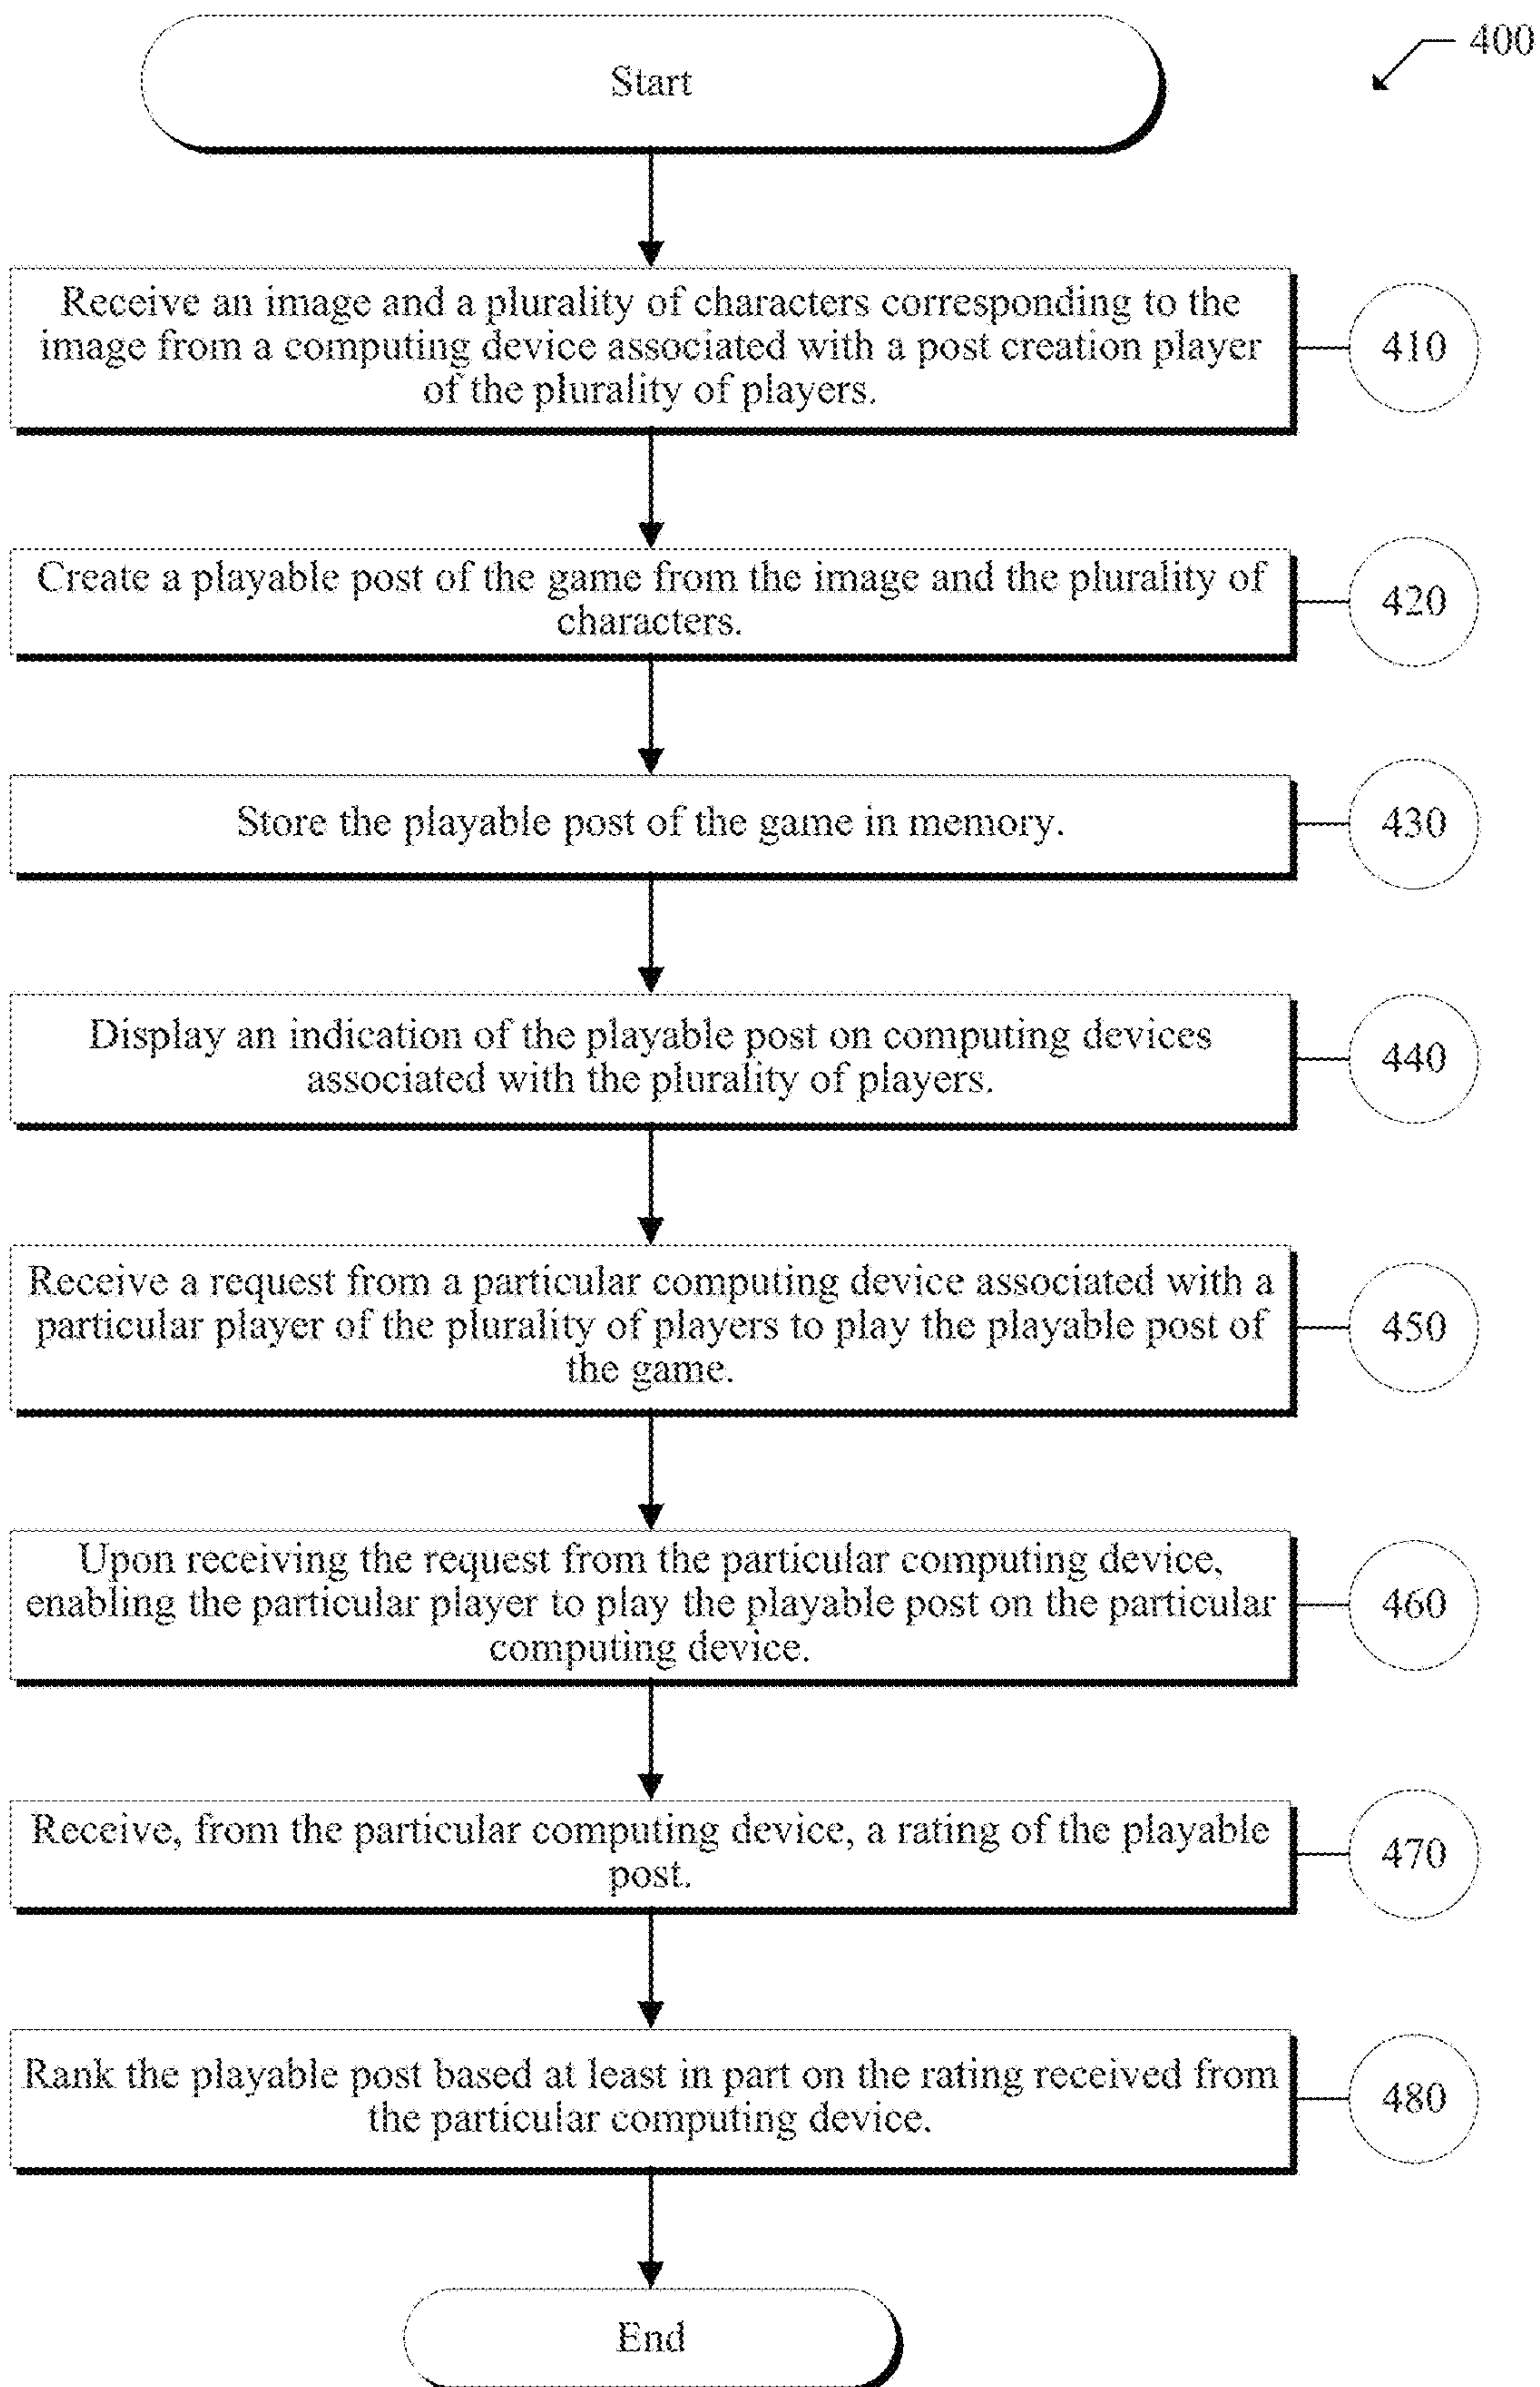 400
Start
Receive an image and a plurality of characters corresponding to the
image from a computing device associated with a post creation player
of the plurality of players.
410
Create a playable post of the game from the image and the plurality of
characters.
420
Store the playable post of the game in memory.
430
Display an indication of the playable post on computing devices
associated with the plurality of players.
440
Receive a request from a particular computing device associated with a
particular player of the plurality of players to play the playable post of
the game.
450
Upon receiving the request from the particular computing device,
enabling the particular player to play the playable post on the particular
computing device.
460
Receive, from the particular computing device, a rating of the playable
post.
470
Rank the playable post based at least in part on the rating received from
the particular computing device.
480
End